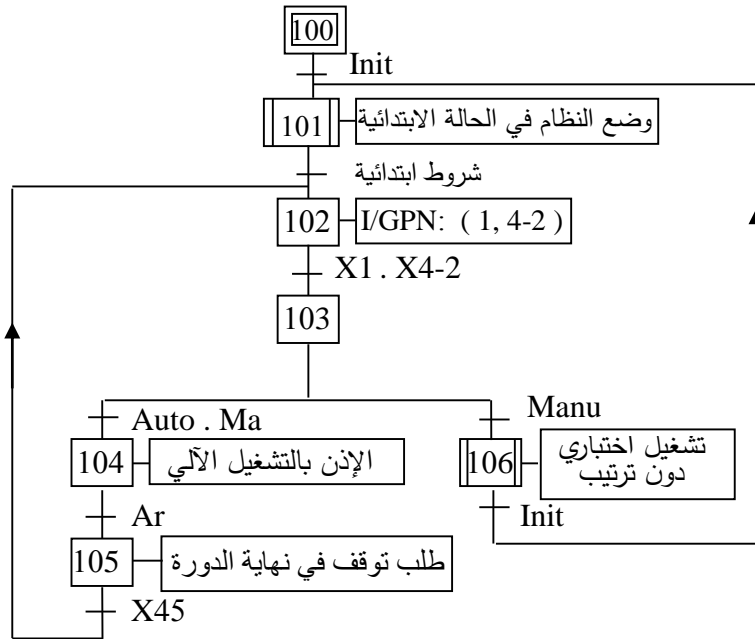 100
Init
101 وضع النظام في الحالة الابتدائية
شروط ابتدائية
102 I/GPN: ( 1, 4-2 )
X1 . X4-2
103
Auto . Ma
Manu
104 الإذن بالتشغيل الآلي
106 تشغيل اختباري
دون ترتيب
Ar
Init
105 طلب توقف في نهاية الدورة
X45